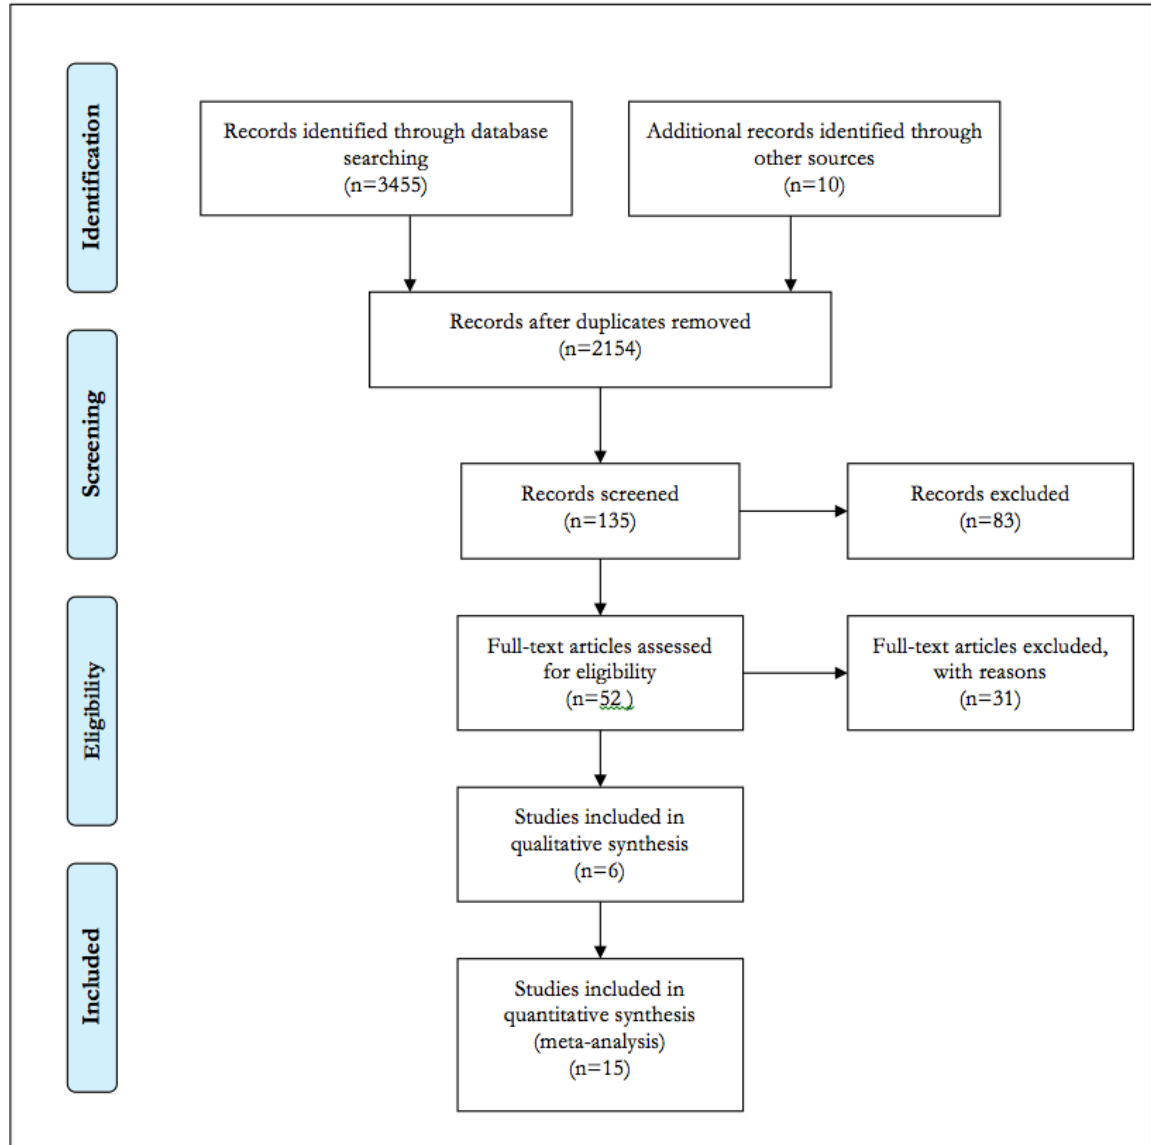 Identification
Records identified through database
searching
(n=3455)
Additional records identified through
other sources
(n=10)
Records after duplicates removed
(n=2154)
Screening
Records screened
(n=135)
Records excluded
(n=83)
Eligibility
Full-text articles assessed
for eligibility
(n=52 )
Full-text articles excluded,
with reasons
(n=31)
Studies included in
qualitative synthesis
(n=6)
Included
Studies included in
quantitative synthesis
(meta-analysis)
(n=15)